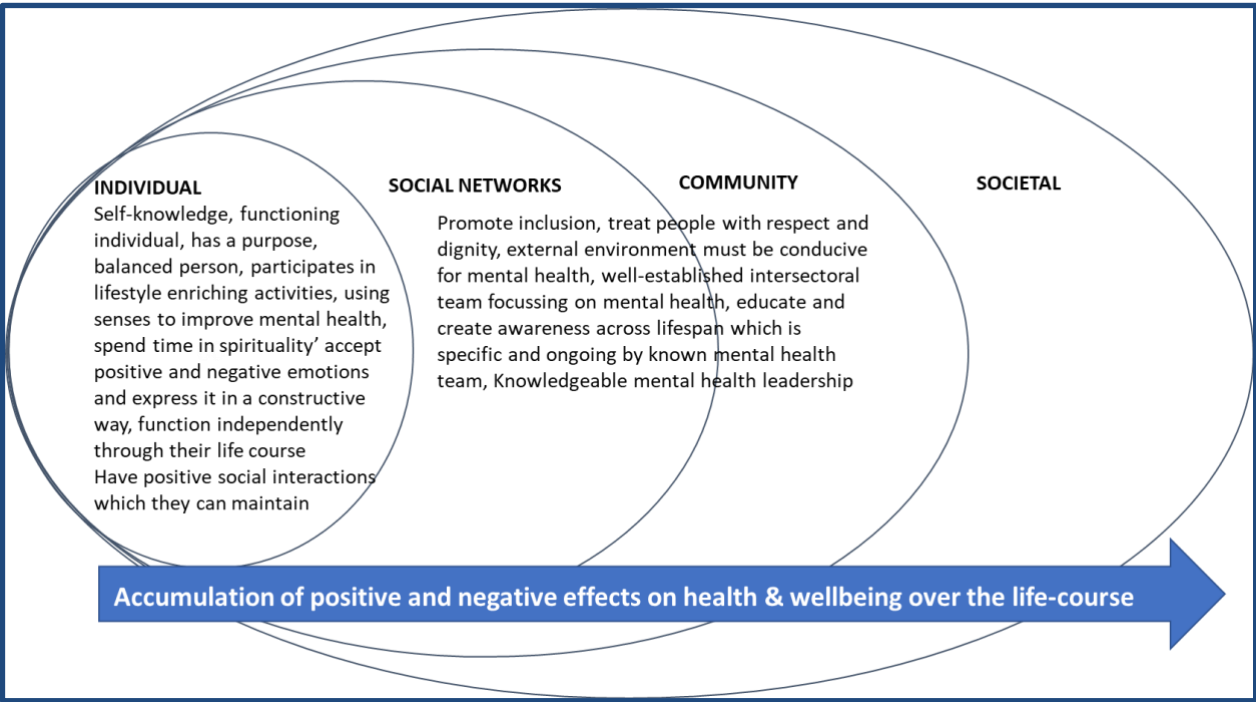 INDIVIDUAL
Self-knowledge, functioning
individual, has a purpose,
balanced person, participates in
lifestyle enriching activities, using
senses to improve mental health,
spend time in spirituality’ accept
positive and negative emotions
and express it in a constructive
way, function independently
through their life course
Have positive social interactions
which they can maintain
SOCIAL NETWORKS
COMMUNITY
Promote inclusion, treat people with respect and
dignity, external environment must be conducive
for mental health, well-established intersectoral
team focussing on mental health, educate and
create awareness across lifespan which is
specific and ongoing by known mental health
team, Knowledgeable mental health leadership
SOCIETAL
Accumulation of positive and negative effects on health & wellbeing over the life-course